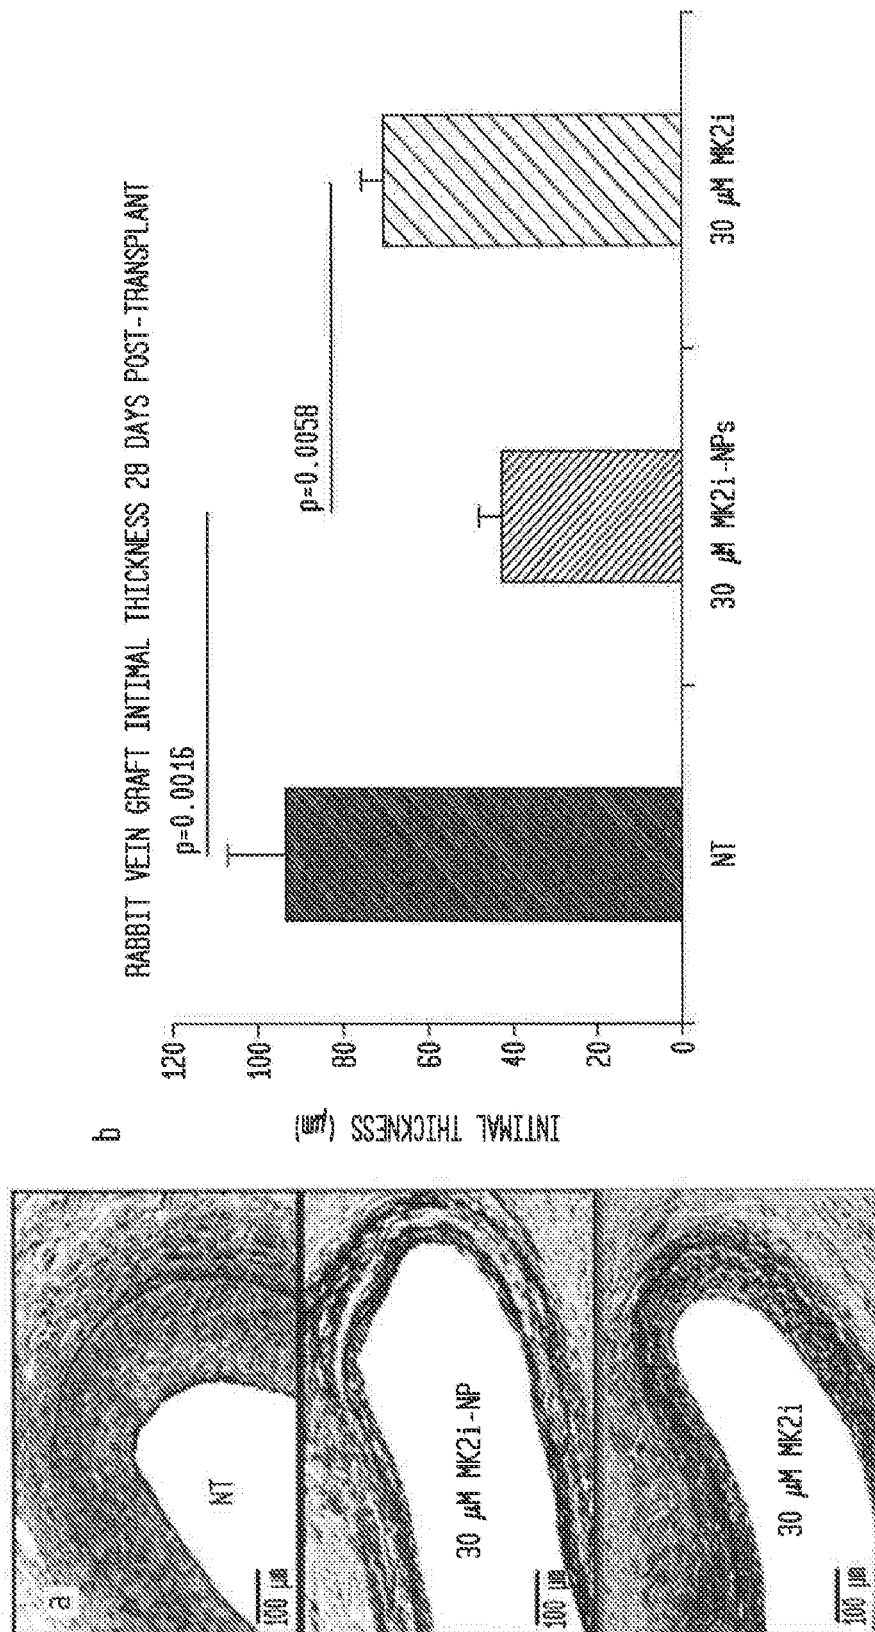 a
NT
100 µm
30 µM MK2i-NP
100 µm
30 µM MK2i
100 µm
b
RABBIT VEIN GRAFT INTIMAL THICKNESS 28 DAYS POST-TRANSPLANT
p=0.0016
p=0.0058
INTIMAL THICKNESS (µm)
120
100
80
60
40
20
0
NT
30 µM MK2i-NPs
30 µM MK2i